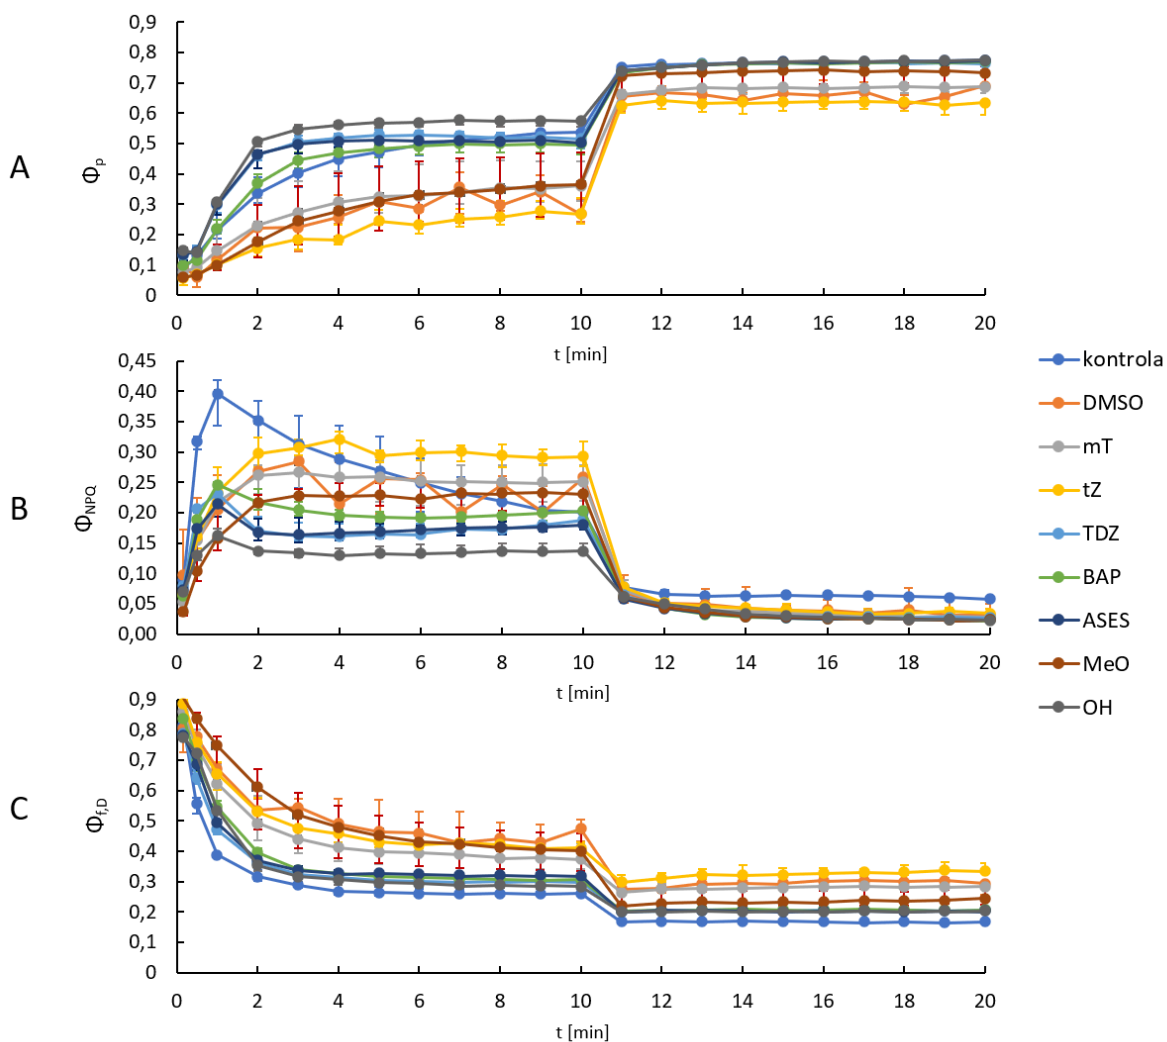 A
Φp
0,9
0,8
0,7
0,6
0,5
0,4
0,3
0,2
0,1
0
0 2 4 6 8 10 12 14 16 18 20
t [min]
B
ΦNPQ
0,45
0,40
0,35
0,30
0,25
0,20
0,15
0,10
0,05
0,00
0 2 4 6 8 10 12 14 16 18 20
t [min]
C
Φf,D
0,9
0,8
0,7
0,6
0,5
0,4
0,3
0,2
0,1
0
0 2 4 6 8 10 12 14 16 18 20
t [min]
kontrola
DMSO
mT
tZ
TDZ
BAP
ASES
MeO
OH